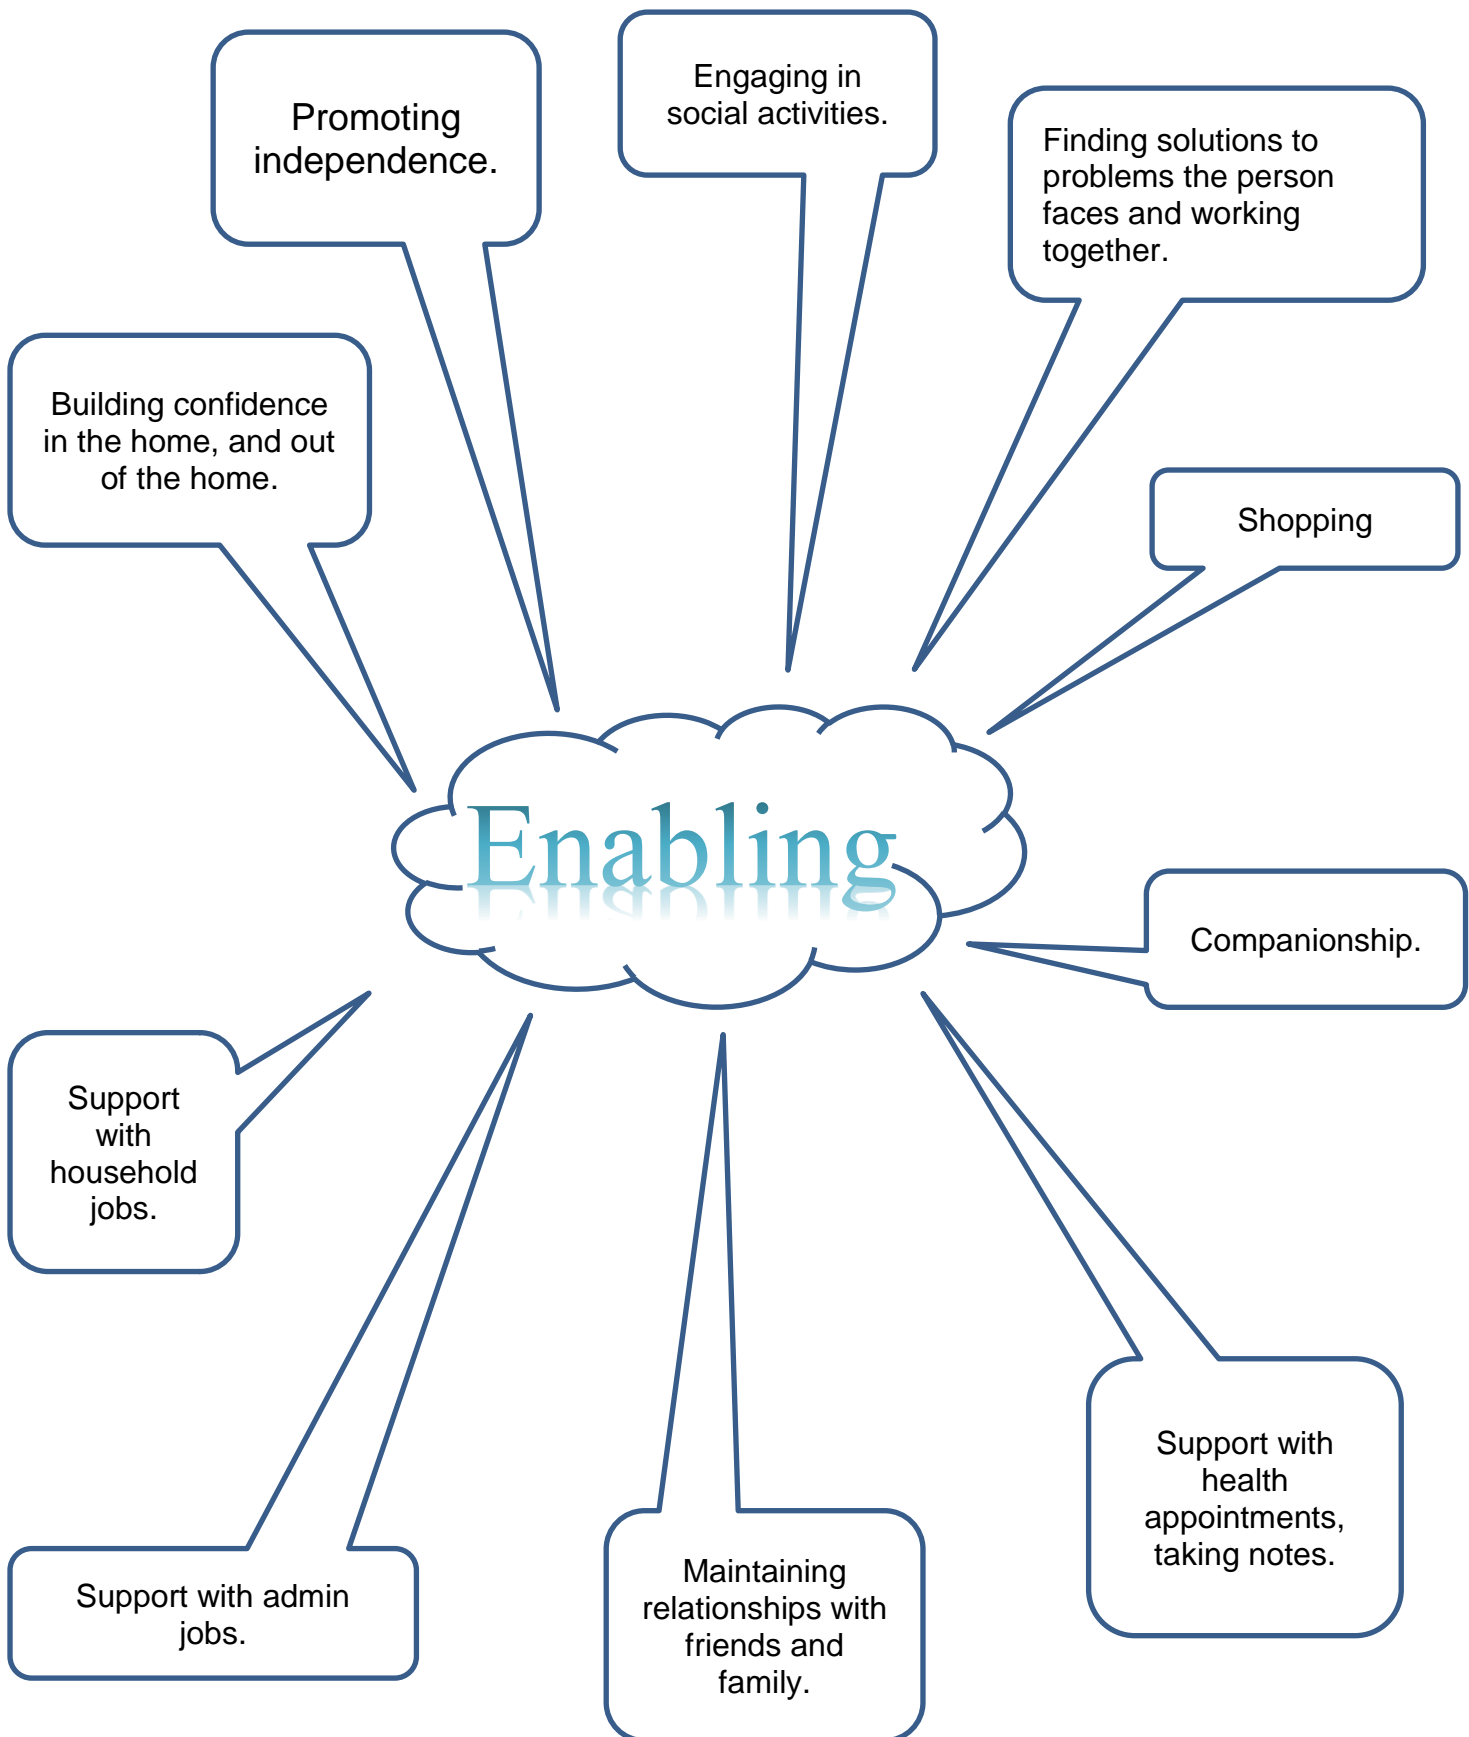 Promoting
independence.
Engaging in
social activities.
Finding solutions to
problems the person
faces and working
together.
Building confidence
in the home, and out
of the home.
Shopping
Enabling
Companionship.
Support
with
household
jobs.
Support with
health
appointments,
taking notes.
Support with admin
jobs.
Maintaining
relationships with
friends and
family.